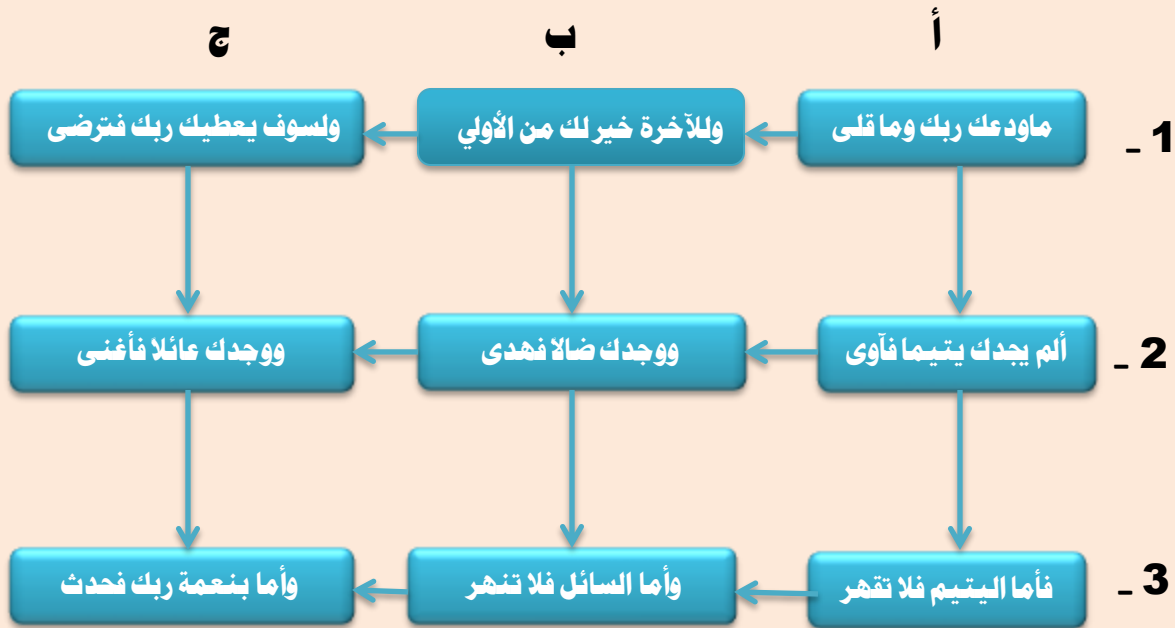 أ ب ج
1 ـ ماودعك ربك وما قلى وللآخرة خير لك من الأولي ولسوف يعطيك ربك فترضى
2 ـ ألم يجدك يتيما فآوى ووجدك ضالا فهدى ووجدك عائلا فأغنى
3 ـ فأما اليتيم فلا تقهر وأما السائل فلا تنهر وأما بنعمة ربك فحدث